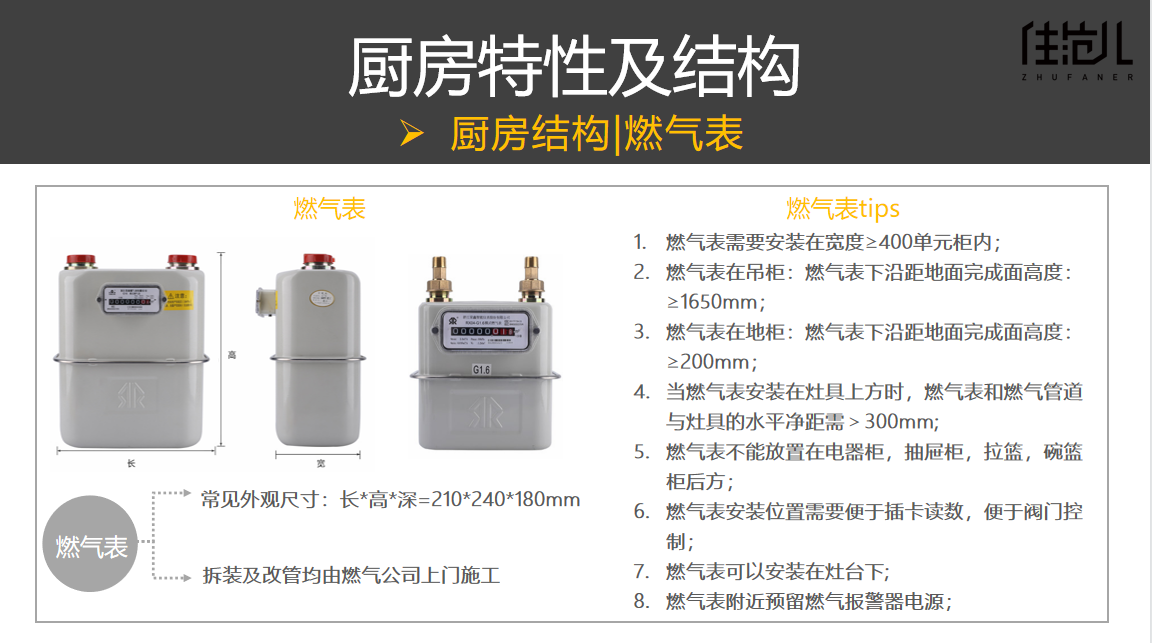 厨房特性及结构
住范儿
ZHUFANER
➢ 厨房结构|燃气表
燃气表
高
长
宽
G1.6
燃气表
常见外观尺寸：长*高*深=210*240*180mm
拆装及改管均由燃气公司上门施工
燃气表tips
1. 燃气表需要安装在宽度≥400单元柜内；
2. 燃气表在吊柜：燃气表下沿距地面完成面高度：
≥1650mm；
3. 燃气表在地柜：燃气表下沿距地面完成面高度：
≥200mm；
4. 当燃气表安装在灶具上方时，燃气表和燃气管道
与灶具的水平净距需＞300mm;
5. 燃气表不能放置在电器柜，抽屉柜，拉篮，碗篮
柜后方；
6. 燃气表安装位置需要便于插卡读数，便于阀门控
制；
7. 燃气表可以安装在灶台下;
8. 燃气表附近预留燃气报警器电源；